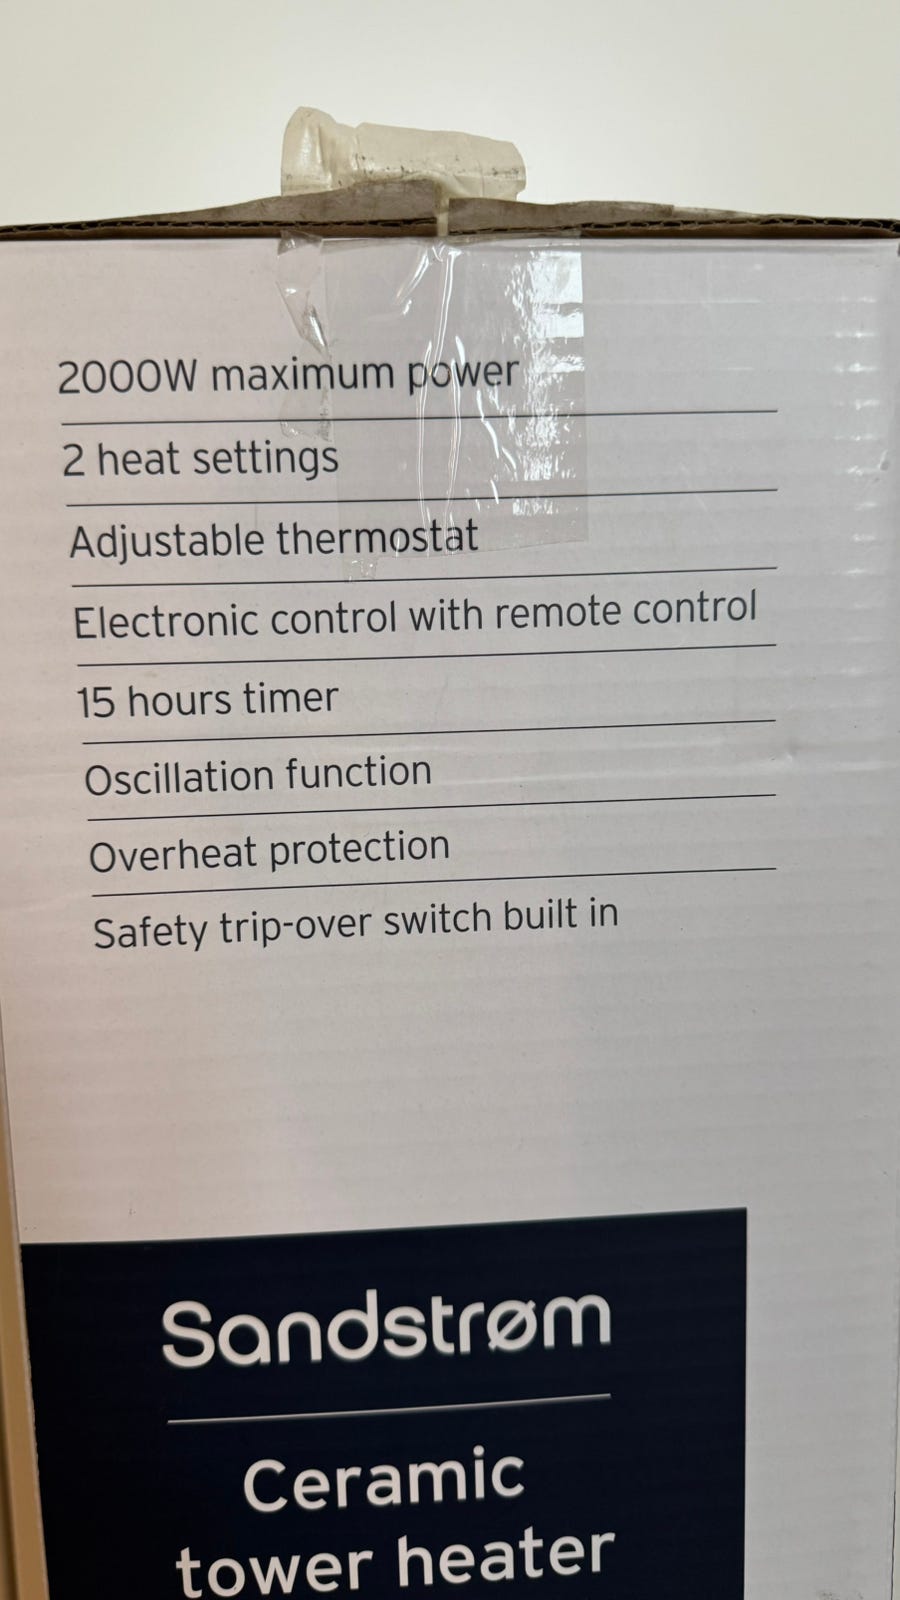 2000W maximum power
2 heat settings
Adjustable thermostat
Electronic control with remote control
15 hours timer
Oscillation function
Overheat protection
Safety trip-over switch built in
Sandstrøm
Ceramic
tower heater